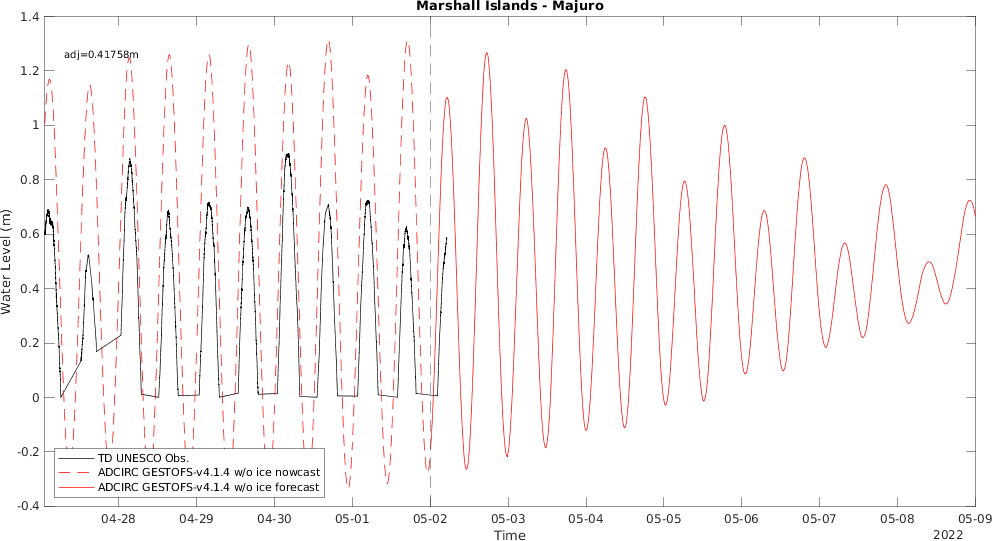 Marshall Islands - Majuro
1.4
adj=0.41758m
1.2
1
0.8
0.6
0.4
0.2
0
-0.2
-0.4
Water Level (m)
TD UNESCO Obs.
ADCIRC GESTOFS-v4.1.4 w/o ice nowcast
ADCIRC GESTOFS-v4.1.4 w/o ice forecast
04-28 04-29 04-30 05-01 05-02 05-03 05-04 05-05 05-06 05-07 05-08 05-09
Time
2022